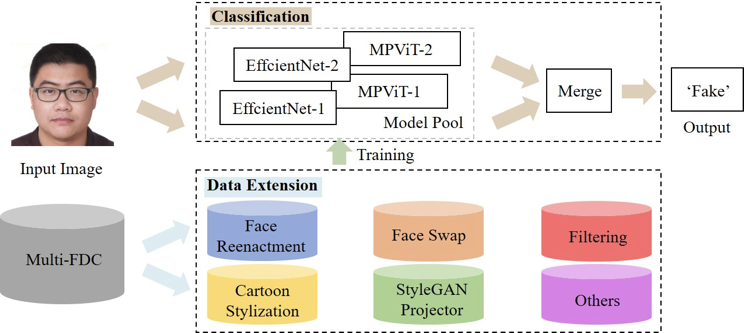 Classification
MPViT-2
EffcientNet-2
MPViT-1
EffcientNet-1
Model Pool
Merge
‘Fake’
Output
Input Image
Training
Data Extension
Multi-FDC
Face
Reenactment
Face Swap
Filtering
Cartoon
Stylization
StyleGAN
Projector
Others